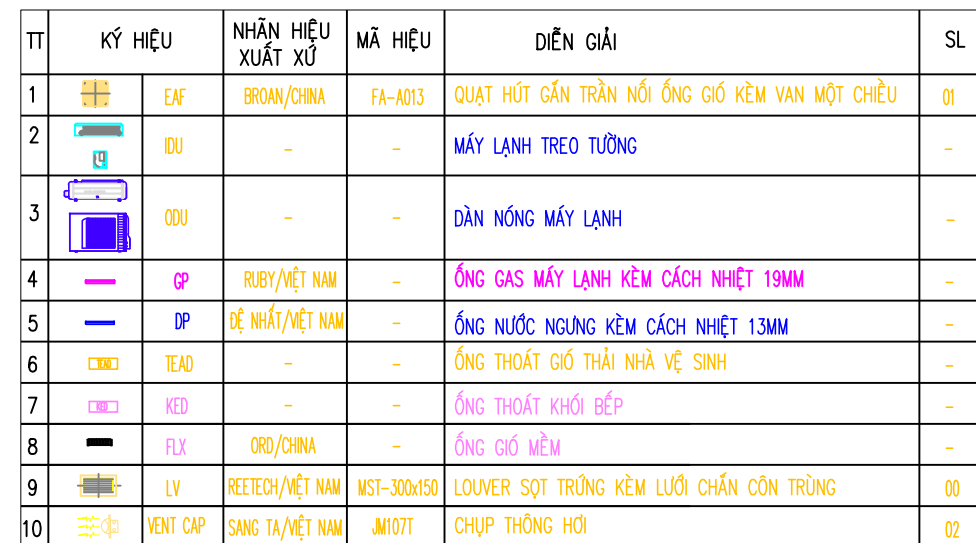 TT KÝ HIỆU NHÃN HIỆU XUẤT XỨ MÃ HIỆU DIỄN GIẢI SL
1 EAF BROAN/CHINA FA-A013 QUẠT HÚT GẮN TRẦN NỐI ỐNG GIÓ KÈM VAN MỘT CHIỀU 01
2 IDU - - MÁY LẠNH TREO TƯỜNG -
3 ODU - - DÀN NÓNG MÁY LẠNH -
4 GP RUBY/VIỆT NAM - ỐNG GAS MÁY LẠNH KÈM CÁCH NHIỆT 19MM -
5 DP ĐỆ NHẤT/VIỆT NAM - ỐNG NƯỚC NGƯNG KÈM CÁCH NHIỆT 13MM -
6 TEAD TEAD - - ỐNG THOÁT GIÓ THẢI NHÀ VỆ SINH -
7 KED KED - - ỐNG THOÁT KHÓI BẾP -
8 FLX ORD/CHINA - ỐNG GIÓ MỀM -
9 LV REETECH/VIỆT NAM MST-300x150 LOUVER SỌT TRỨNG KÈM LƯỚI CHẮN CÔN TRÙNG 00
10 VENT CAP SANG TA/VIỆT NAM JM107T CHỤP THÔNG HƠI 02